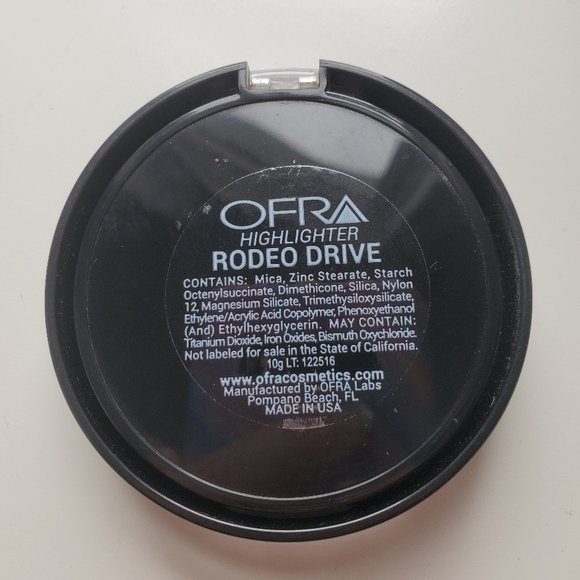 OFRA
HIGHLIGHTER
RODEO DRIVE
CONTAINS: Mica, Zinc Stearate, Starch
Octenylsuccinate, Dimethicone, Silica, Nylon
12, Magnesium Silicate, Trimethysiloxysilicate,
Ethylene/Acrylic Acid Copolymer, Phenoxyethanol
(And) Ethylhexyglycerin. MAY CONTAIN:
Titanium Dioxide, Iron Oxides, Bismuth Oxychloride.
Not labeled for sale in the State of California.
10g LT: 122516
www.ofracosmetics.com
Manufactured by OFRA Labs
Pompano Beach, FL
MADE IN USA